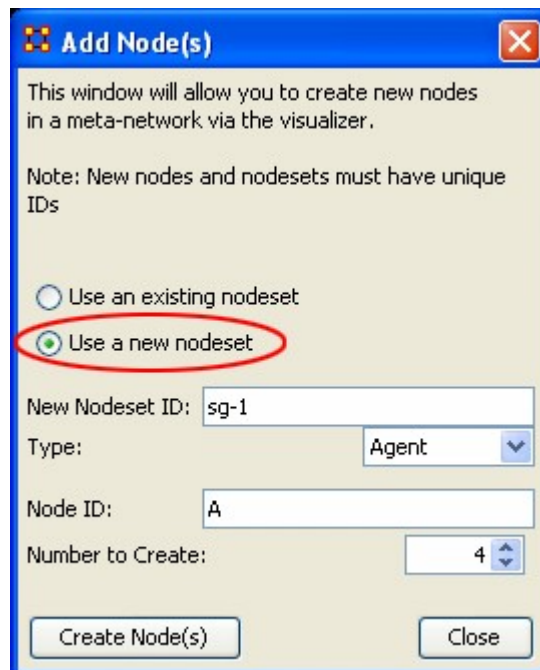 Add Node(s)
This window will allow you to create new nodes
in a meta-network via the visualizer.
Note: New nodes and nodesets must have unique
IDs
Use an existing nodeset
Use a new nodeset
New Nodeset ID: sg-1
Type: Agent
Node ID: A
Number to Create: 4
Create Node(s) Close